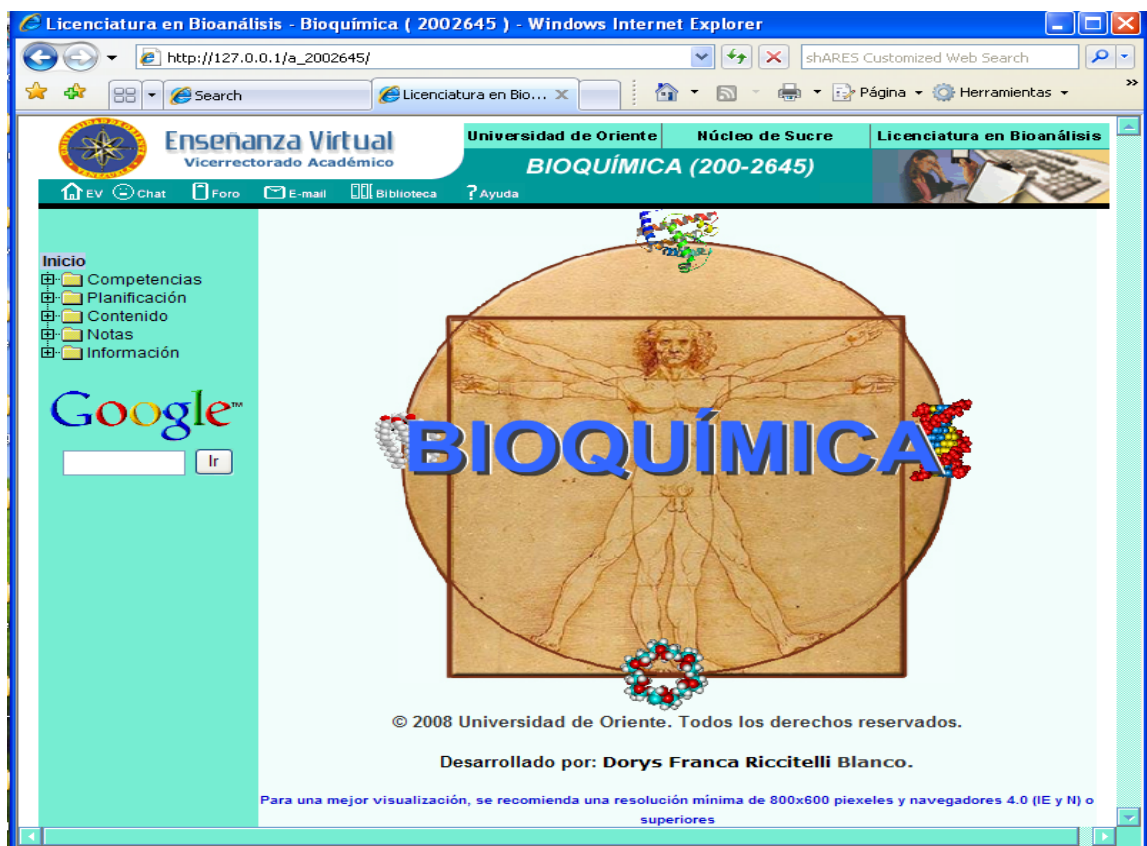 Licenciatura en Bioanálisis - Bioquímica ( 2002645 ) - Windows Internet Explorer
http://127.0.0.1/a_2002645/
shARES Customized Web Search
Search
Licenciatura en Bio...
Página
Herramientas
Enseñanza Virtual
Vicerrectorado Académico
Universidad de Oriente
Núcleo de Sucre
Licenciatura en Bioanálisis
BIOQUÍMICA (200-2645)
EV Chat Foro E-mail Biblioteca ? Ayuda
Inicio
Competencias
Planificación
Contenido
Notas
Información
Google™
Ir
BIOQUÍMICA
© 2008 Universidad de Oriente. Todos los derechos reservados.
Desarrollado por: Dorys Franca Riccitelli Blanco.
Para una mejor visualización, se recomienda una resolución mínima de 800x600 piexeles y navegadores 4.0 (IE y N) o
superiores